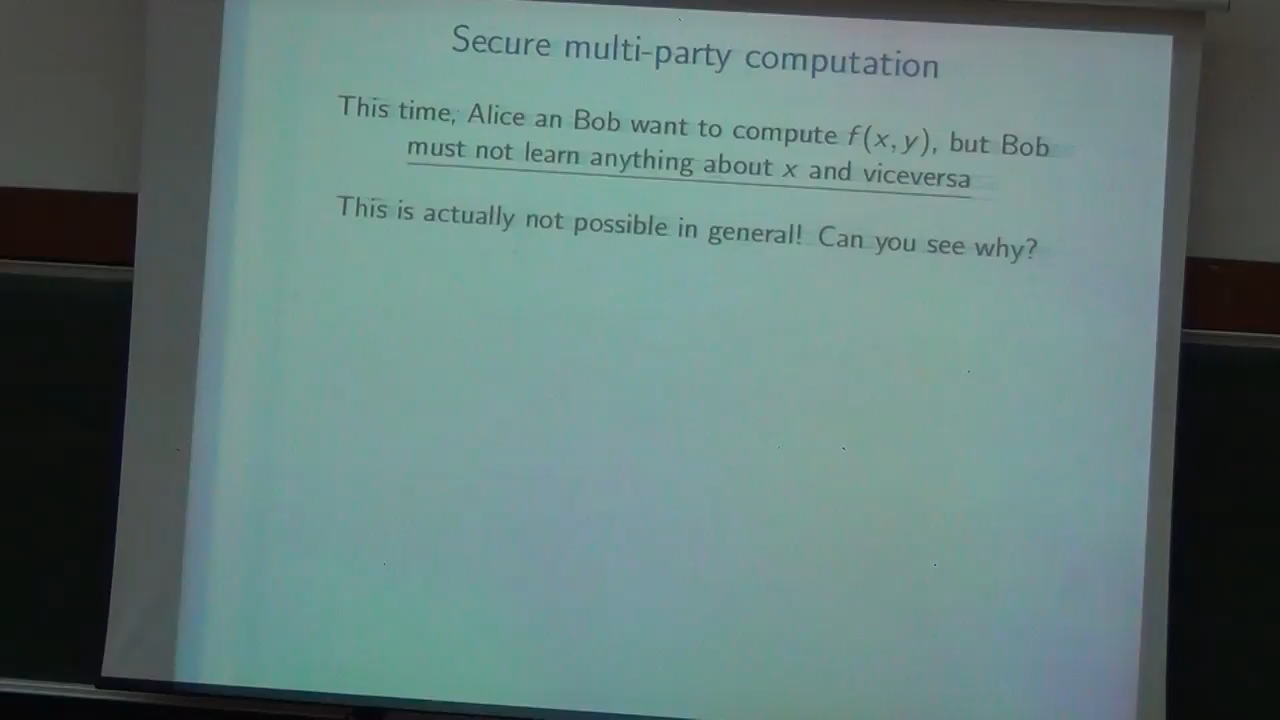 Secure multi-party computation
This time, Alice an Bob want to compute f(x, y), but Bob
must not learn anything about x and viceversa
This is actually not possible in general! Can you see why?